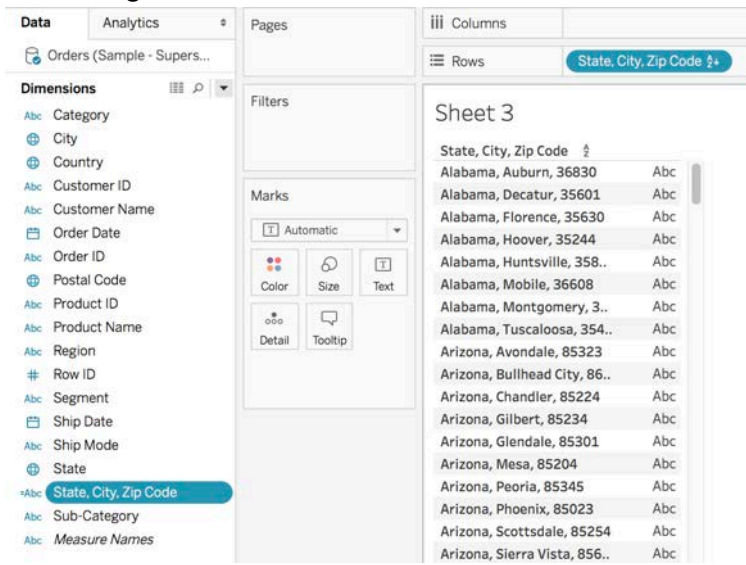 Data
Analytics
Orders (Sample - Supers...
Dimensions
Abc Category
City
Country
Abc Customer ID
Abc Customer Name
Order Date
Abc Order ID
Postal Code
Abc Product ID
Abc Product Name
Abc Region
# Row ID
Abc Segment
Ship Date
Abc Ship Mode
State
=Abc State, City, Zip Code
Abc Sub-Category
Abc Measure Names
Pages
Filters
Marks
T Automatic
Color Size Text
Detail Tooltip
iii Columns
Rows State, City, Zip Code
Sheet 3
State, City, Zip Code
Alabama, Auburn, 36830 Abc
Alabama, Decatur, 35601 Abc
Alabama, Florence, 35630 Abc
Alabama, Hoover, 35244 Abc
Alabama, Huntsville, 358.. Abc
Alabama, Mobile, 36608 Abc
Alabama, Montgomery, 3.. Abc
Alabama, Tuscaloosa, 354.. Abc
Arizona, Avondale, 85323 Abc
Arizona, Bullhead City, 86.. Abc
Arizona, Chandler, 85224 Abc
Arizona, Gilbert, 85234 Abc
Arizona, Glendale, 85301 Abc
Arizona, Mesa, 85204 Abc
Arizona, Peoria, 85345 Abc
Arizona, Phoenix, 85023 Abc
Arizona, Scottsdale, 85254 Abc
Arizona, Sierra Vista, 856.. Abc